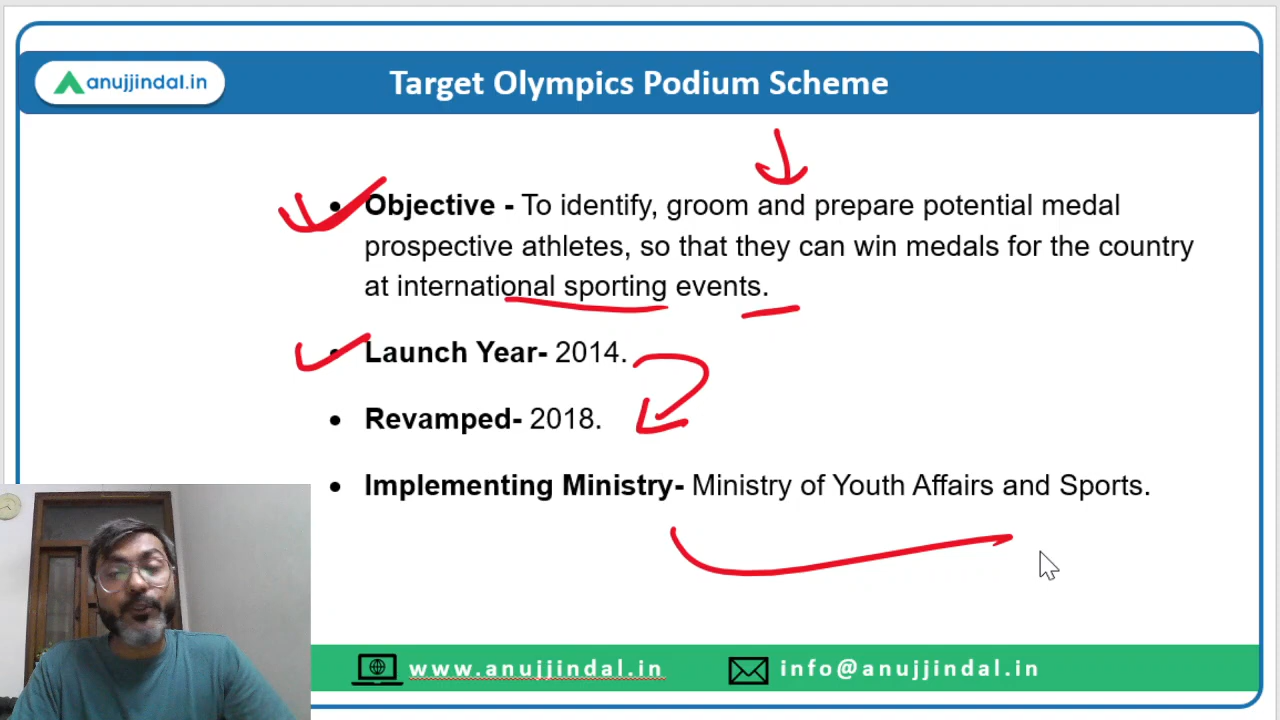 anujjindal.in
Target Olympics Podium Scheme
• Objective - To identify, groom and prepare potential medal
prospective athletes, so that they can win medals for the country
at international sporting events.
• Launch Year- 2014.
• Revamped- 2018.
• Implementing Ministry- Ministry of Youth Affairs and Sports.
www.anujjindal.in
info@anujjindal.in